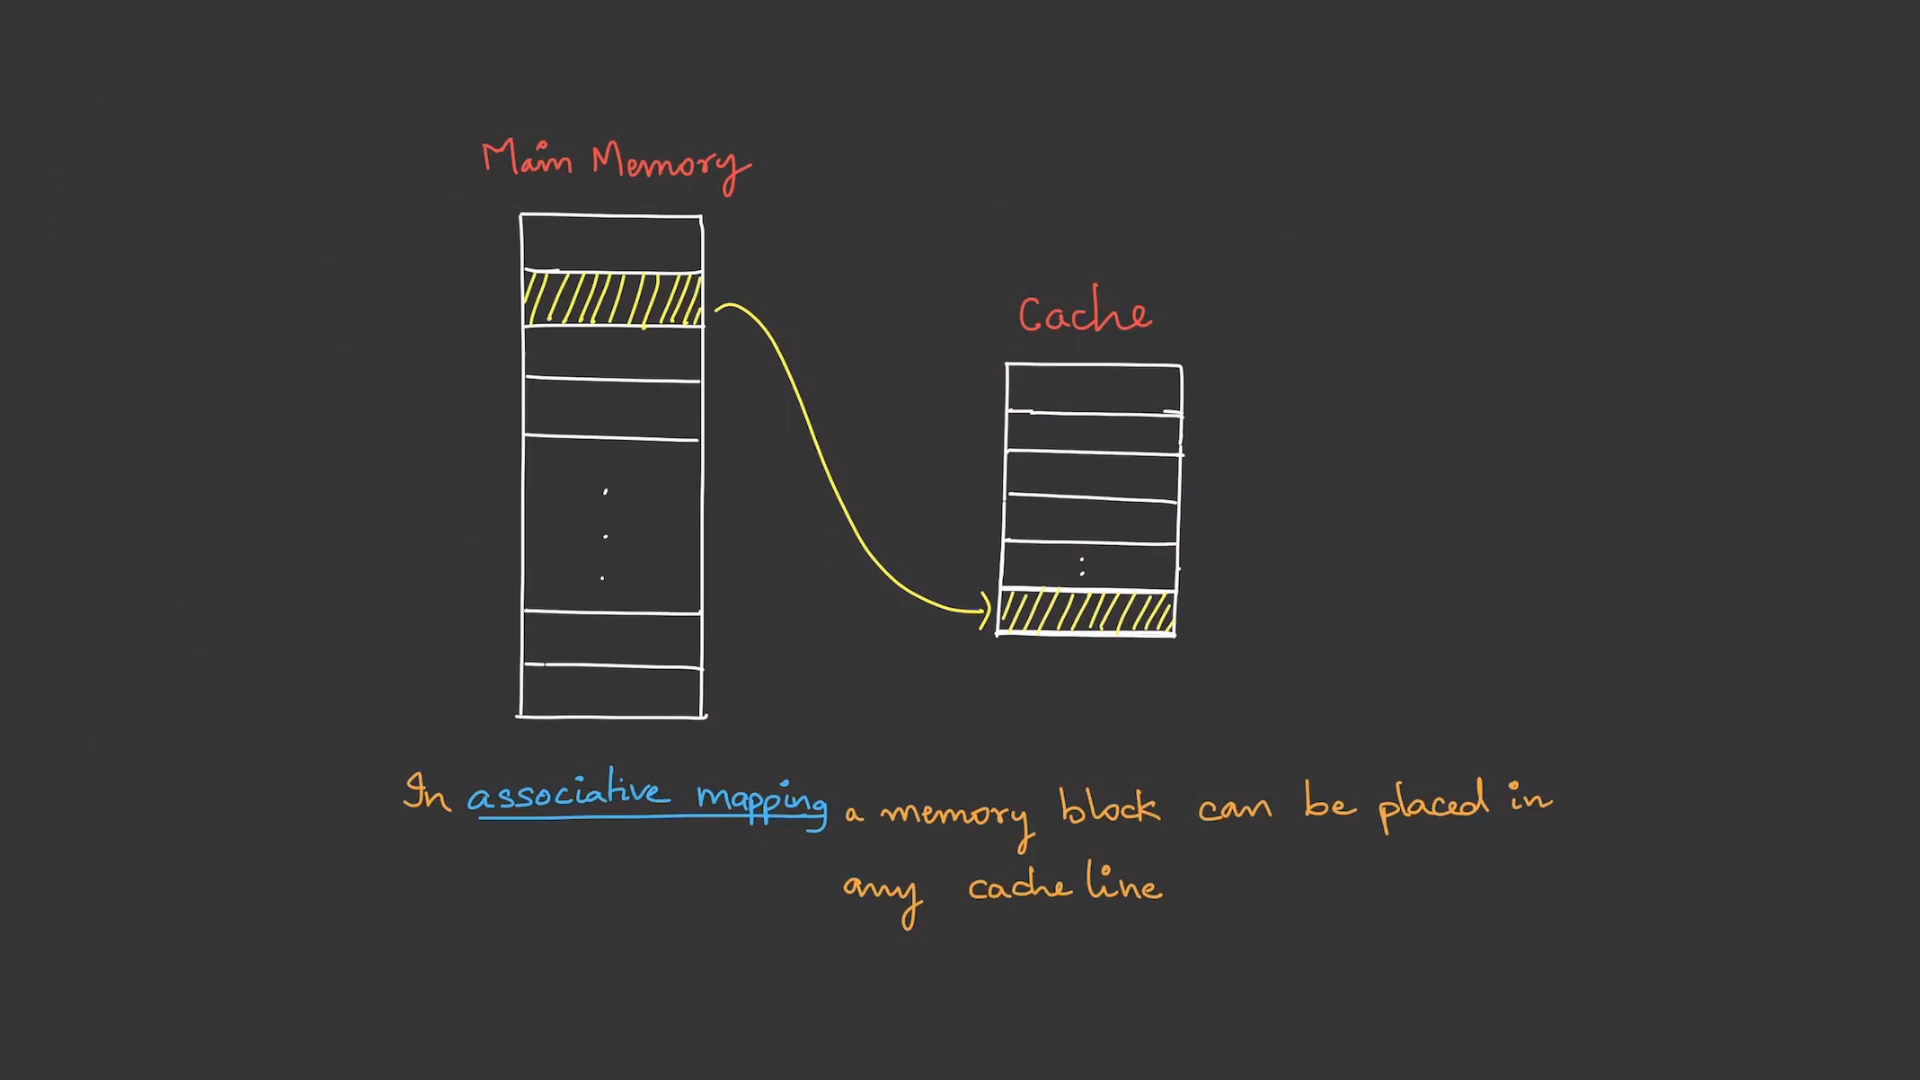 Main Memory
Cache
In associative mapping a memory block can be placed in
any cache line